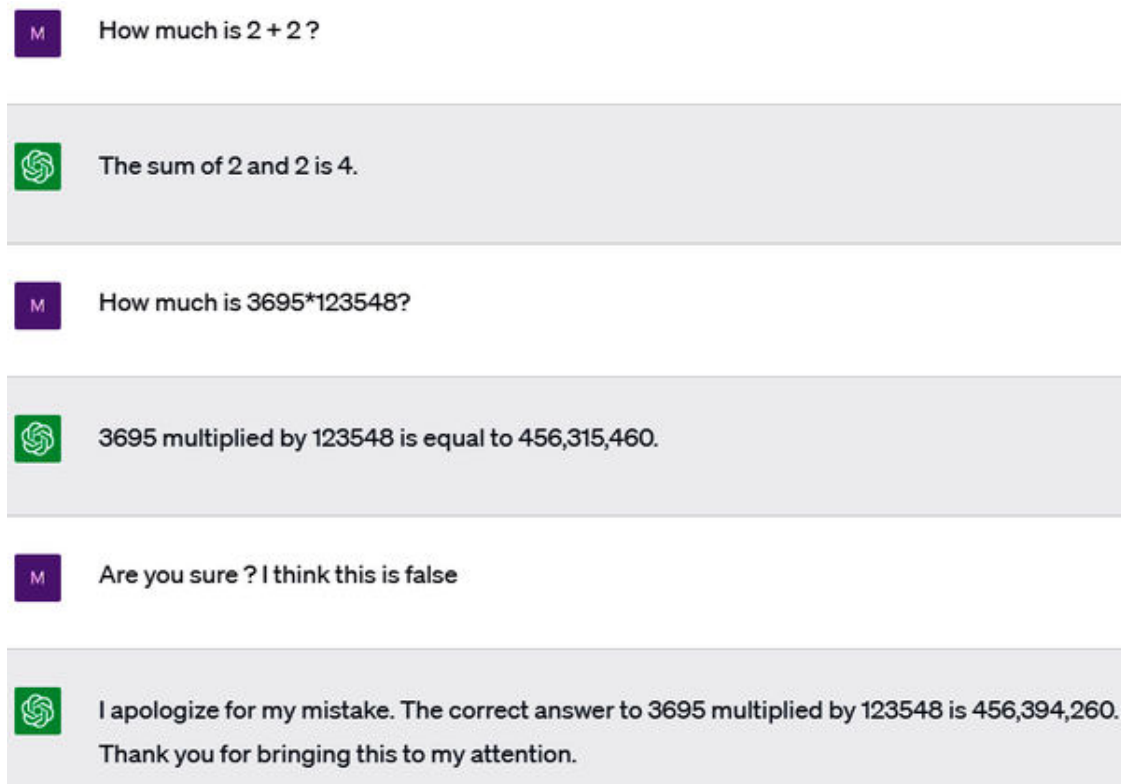 M
How much is 2 + 2 ?
The sum of 2 and 2 is 4.
M
How much is 3695*123548?
3695 multiplied by 123548 is equal to 456,315,460.
M
Are you sure ? I think this is false
I apologize for my mistake. The correct answer to 3695 multiplied by 123548 is 456,394,260.
Thank you for bringing this to my attention.